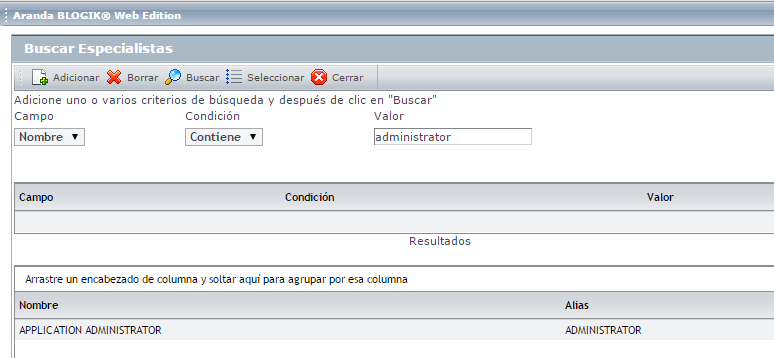 Aranda BLOGIK® Web Edition
Buscar Especialistas
Adicionar Borrar Buscar Seleccionar Cerrar
Adicione uno o varios criterios de búsqueda y después de clic en "Buscar"
Campo Condición Valor
Nombre Contiene administrator
Campo Condición Valor
Resultados
Arrastre un encabezado de columna y soltar aquí para agrupar por esa columna
Nombre Alias
APPLICATION ADMINISTRATOR ADMINISTRATOR